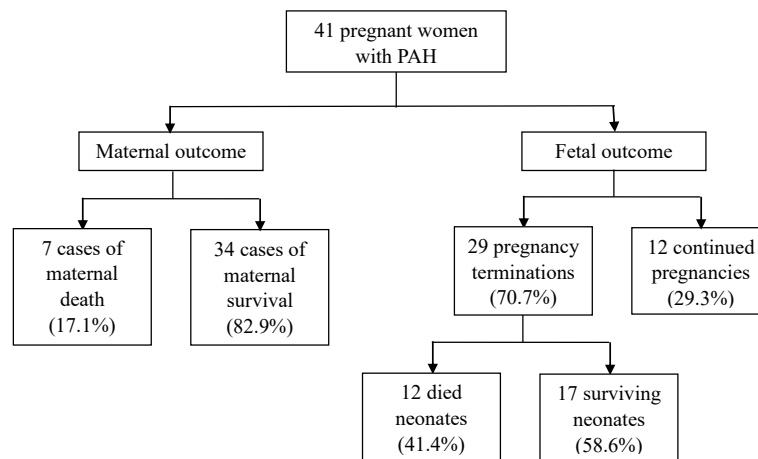 41 pregnant women
with PAH
Maternal outcome
Fetal outcome
7 cases of
maternal
death
(17.1%)
34 cases of
maternal
survival
(82.9%)
29 pregnancy
terminations
(70.7%)
12 continued
pregnancies
(29.3%)
12 died
neonates
(41.4%)
17 surviving
neonates
(58.6%)